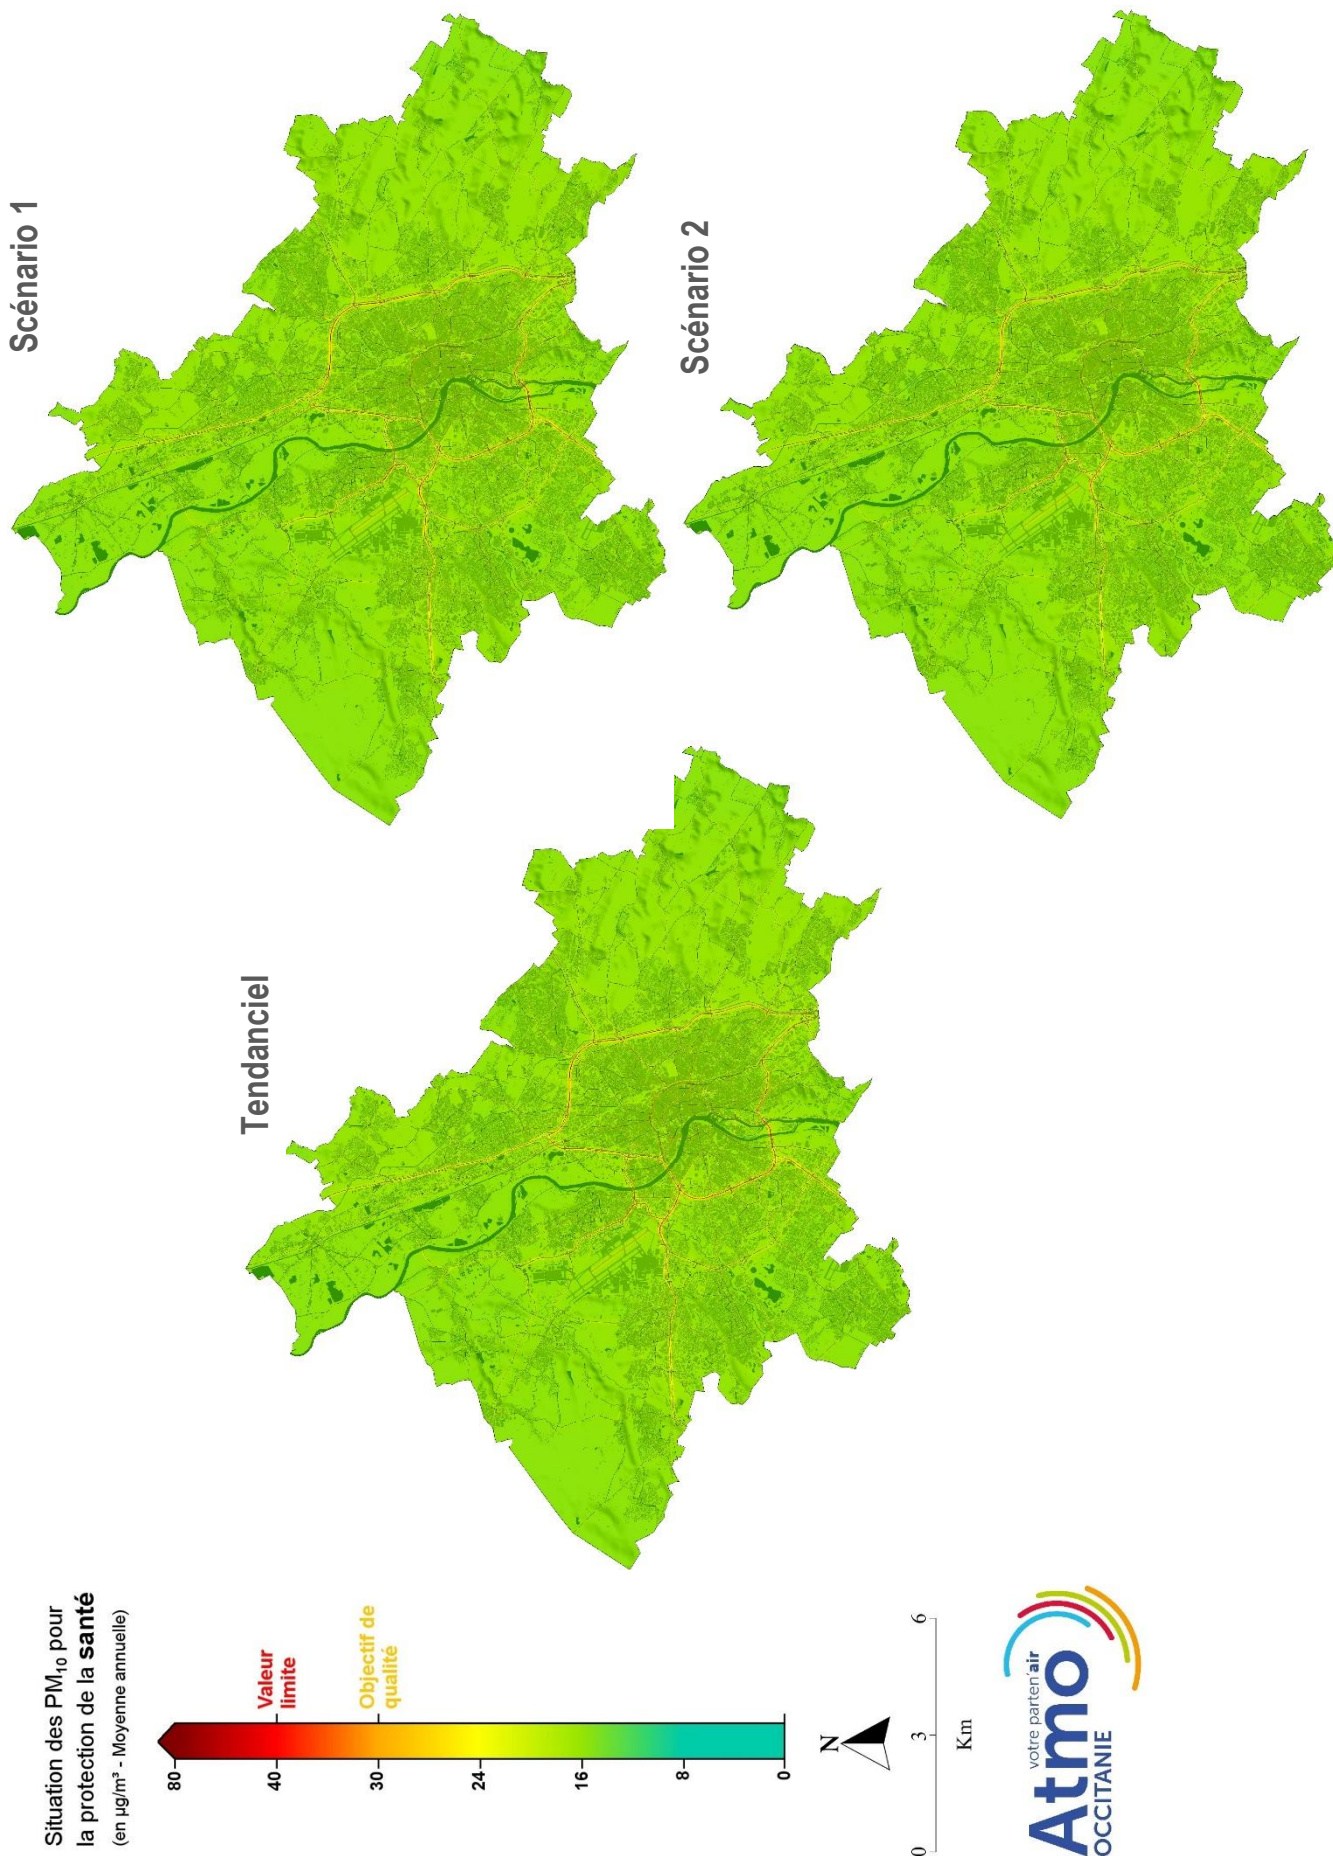 Scénario 1
Scénario 2
Tendanciel
Situation des PM₁₀ pour
la protection de la santé
(en µg/m³ - Moyenne annuelle)
Valeur
limite
Objectif de
qualité
80
40
30
24
16
8
0
N
0 3 6
Km
votre parten'air
Atmo
OCCITANIE